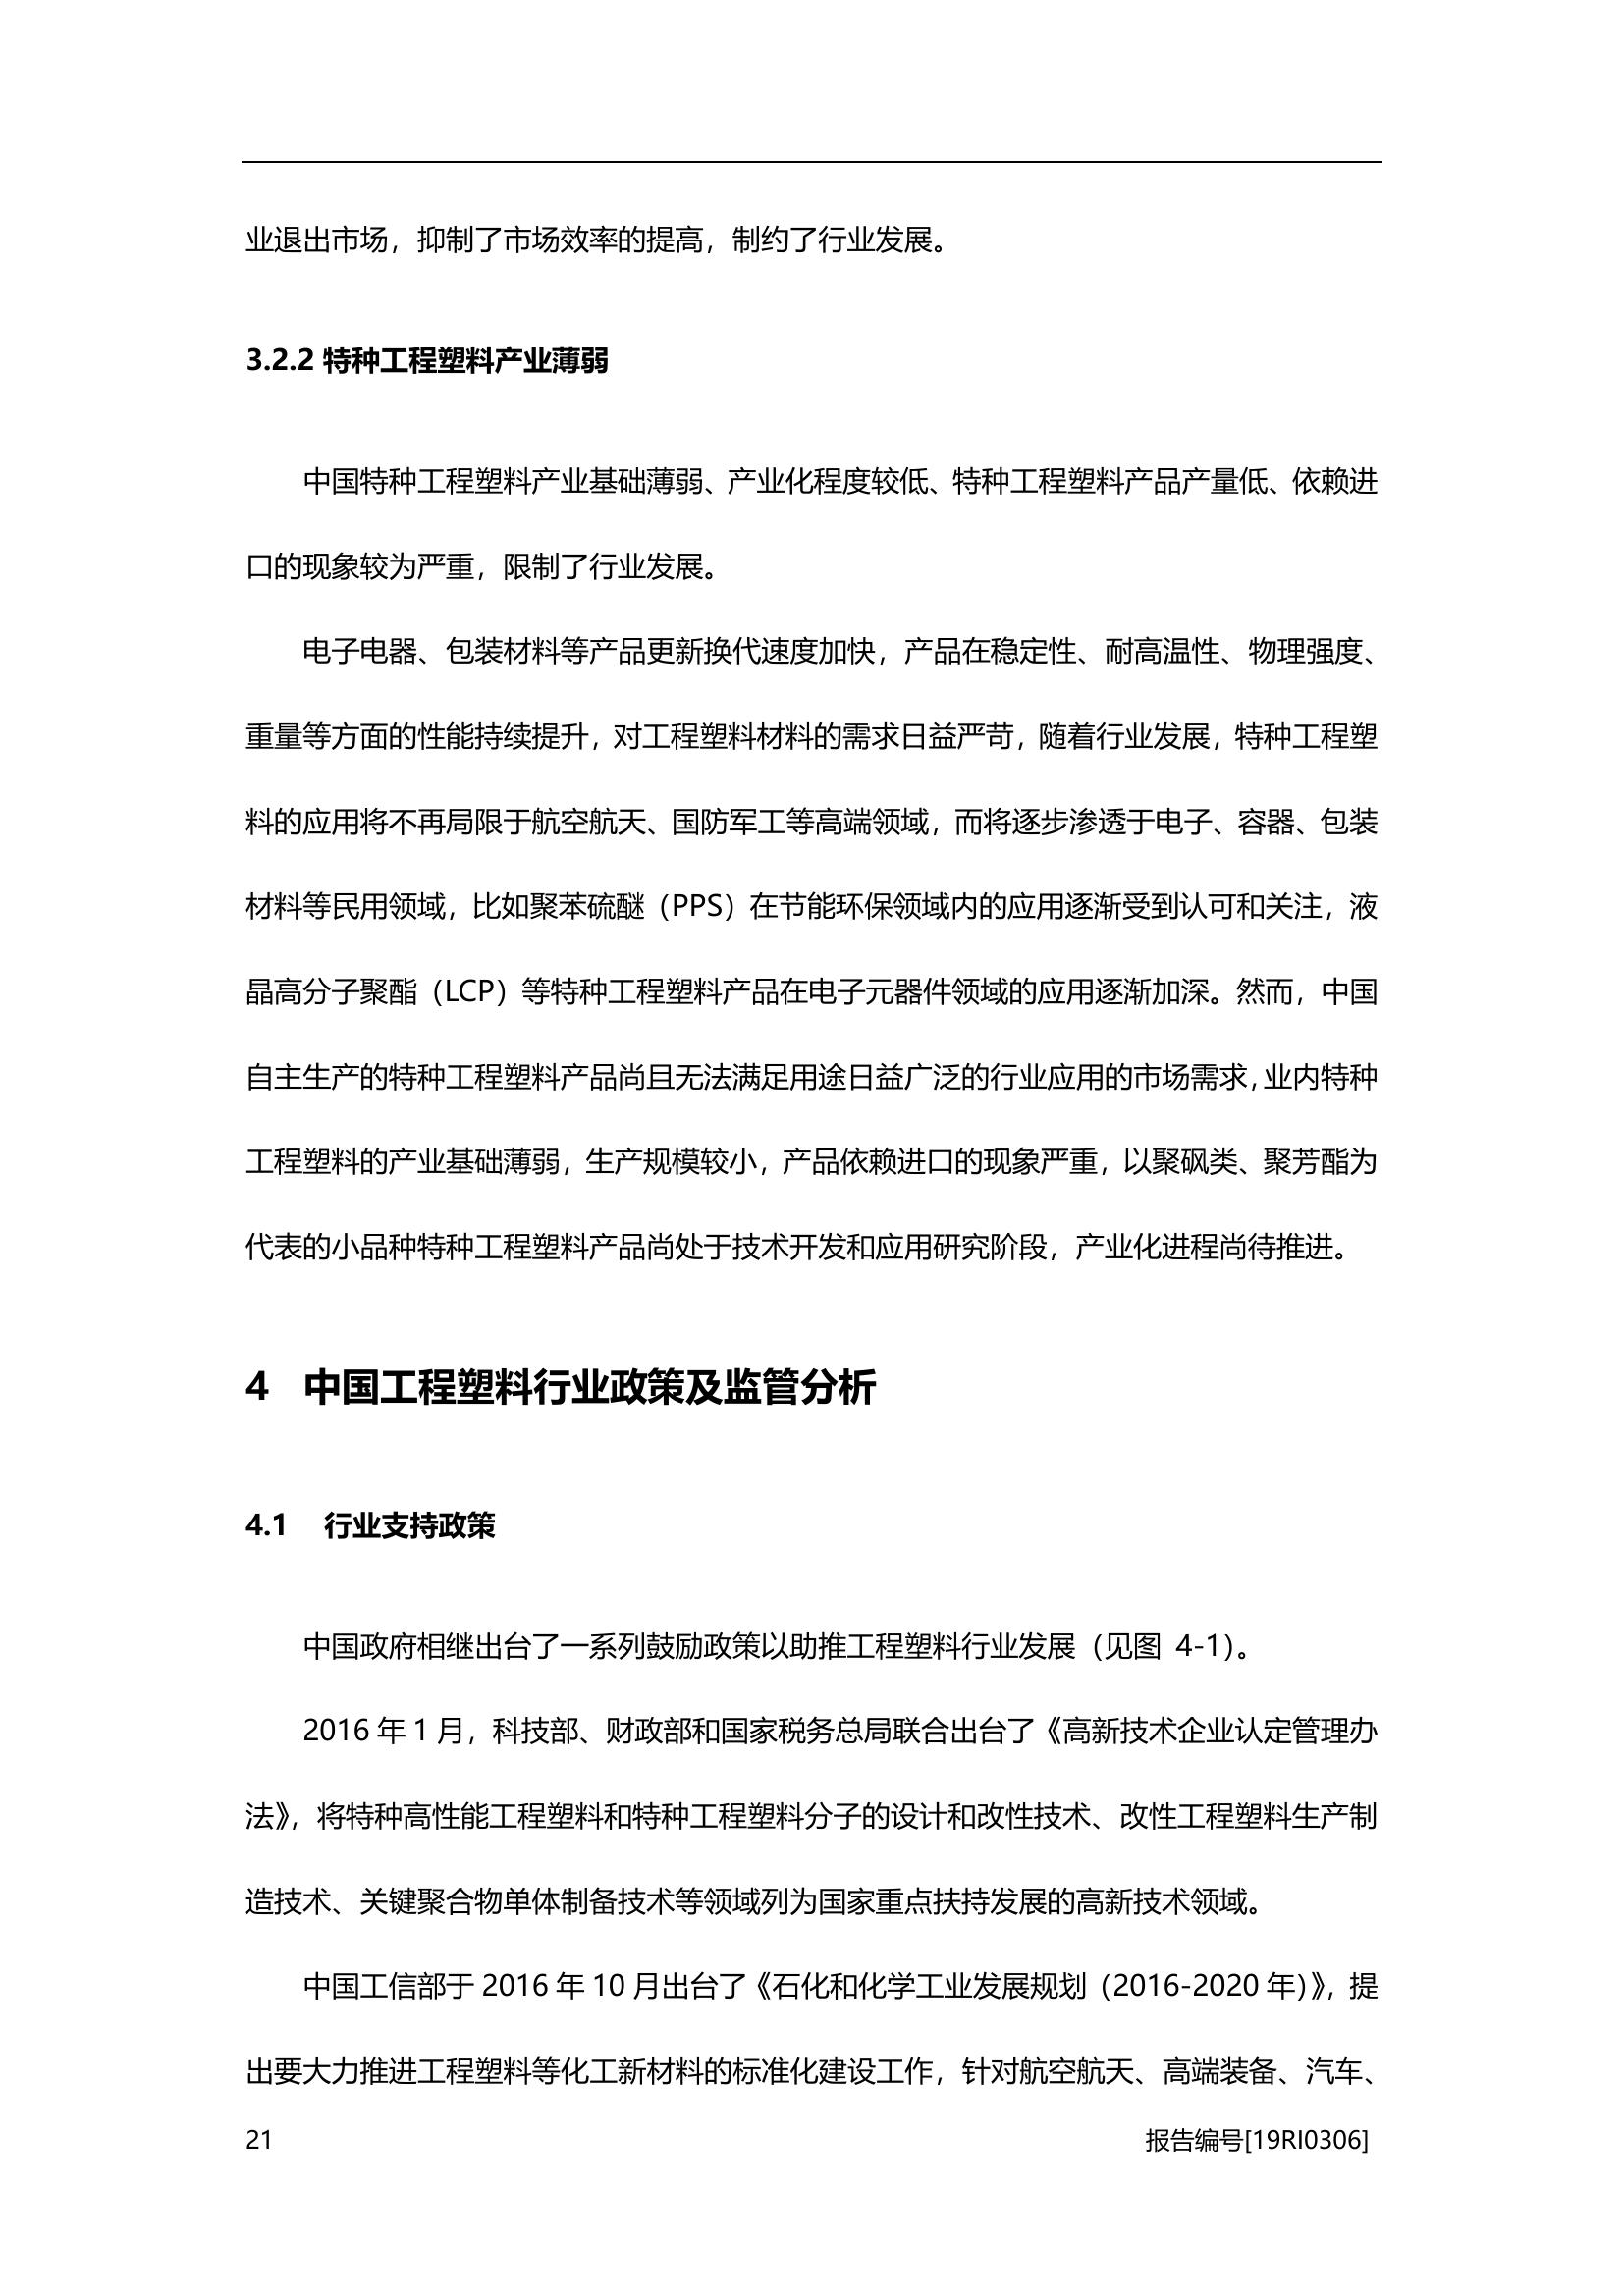 业退出市场，抑制了市场效率的提高，制约了行业发展。
3.2.2 特种工程塑料产业薄弱
中国特种工程塑料产业基础薄弱、产业化程度较低、特种工程塑料产品产量低、依赖进
口的现象较为严重，限制了行业发展。
电子电器、包装材料等产品更新换代速度加快，产品在稳定性、耐高温性、物理强度、
重量等方面的性能持续提升，对工程塑料材料的需求日益严苛，随着行业发展，特种工程塑
料的应用将不再局限于航空航天、国防军工等高端领域，而将逐步渗透于电子、容器、包装
材料等民用领域，比如聚苯硫醚（PPS）在节能环保领域内的应用逐渐受到认可和关注，液
晶高分子聚酯（LCP）等特种工程塑料产品在电子元器件领域的应用逐渐加深。然而，中国
自主生产的特种工程塑料产品尚且无法满足用途日益广泛的行业应用的市场需求，业内特种
工程塑料的产业基础薄弱，生产规模较小，产品依赖进口的现象严重，以聚砜类、聚芳酯为
代表的小品种特种工程塑料产品尚处于技术开发和应用研究阶段，产业化进程尚待推进。
4 中国工程塑料行业政策及监管分析
4.1 行业支持政策
中国政府相继出台了一系列鼓励政策以助推工程塑料行业发展（见图 4-1）。
2016 年 1 月，科技部、财政部和国家税务总局联合出台了《高新技术企业认定管理办
法》，将特种高性能工程塑料和特种工程塑料分子的设计和改性技术、改性工程塑料生产制
造技术、关键聚合物单体制备技术等领域列为国家重点扶持发展的高新技术领域。
中国工信部于 2016 年 10 月出台了《石化和化学工业发展规划（2016-2020 年）》，提
出要大力推进工程塑料等化工新材料的标准化建设工作，针对航空航天、高端装备、汽车、
21 报告编号[19RI0306]